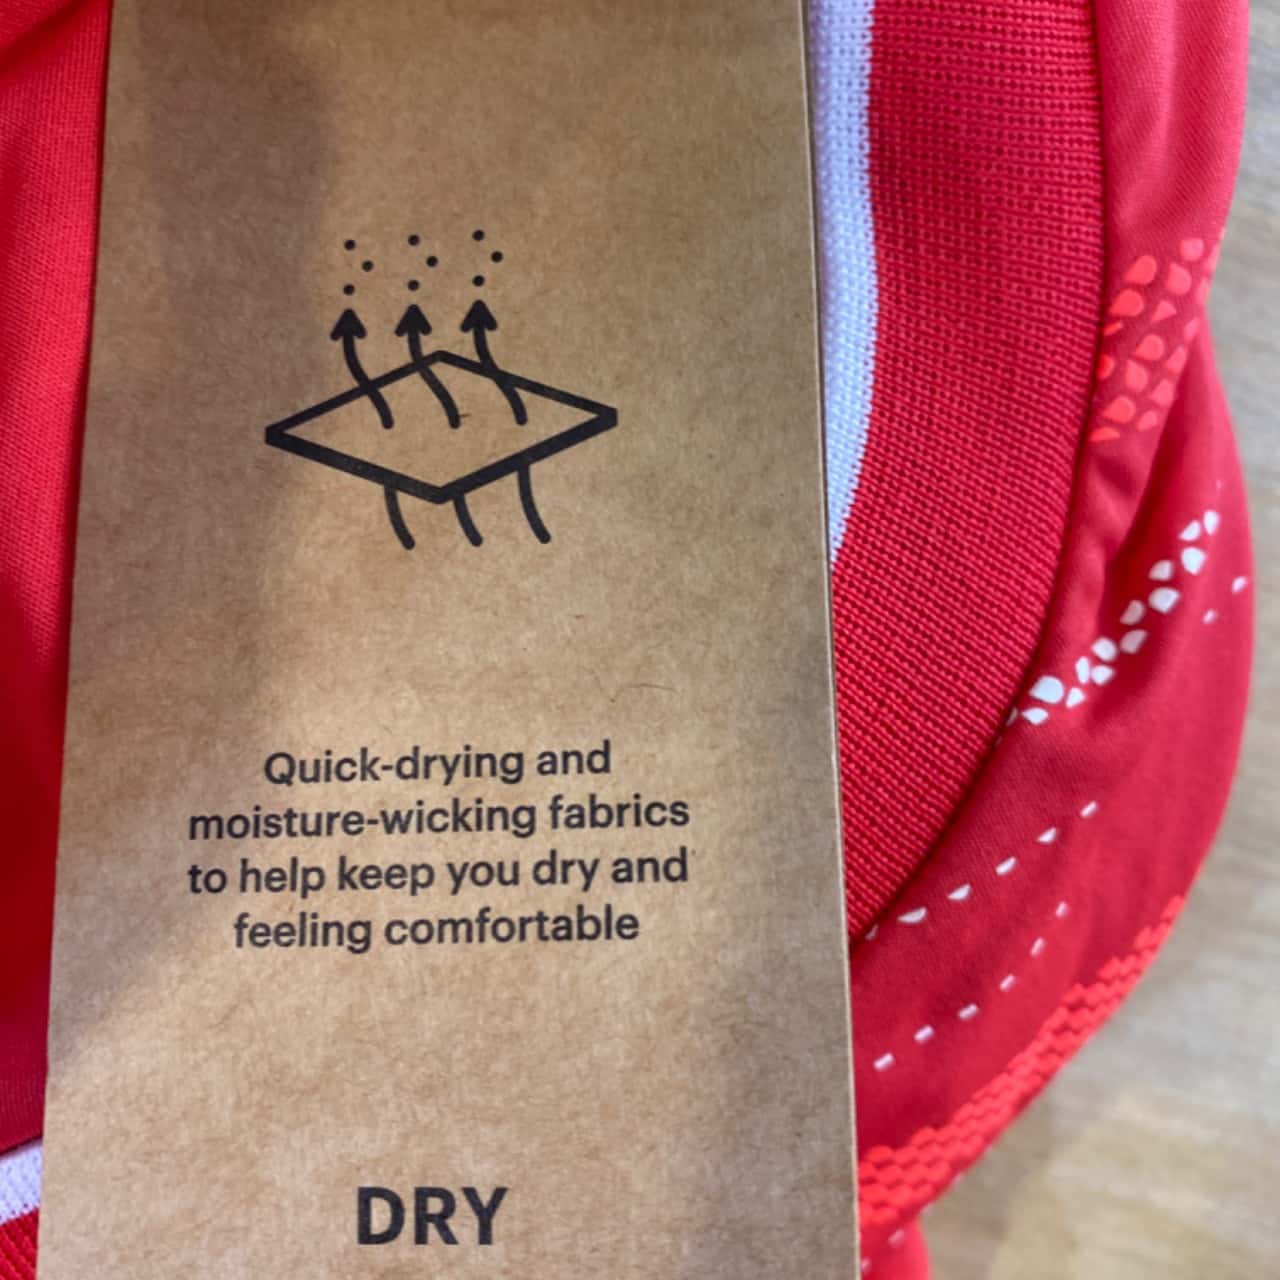 Quick-drying and
moisture-wicking fabrics
to help keep you dry and
feeling comfortable
DRY